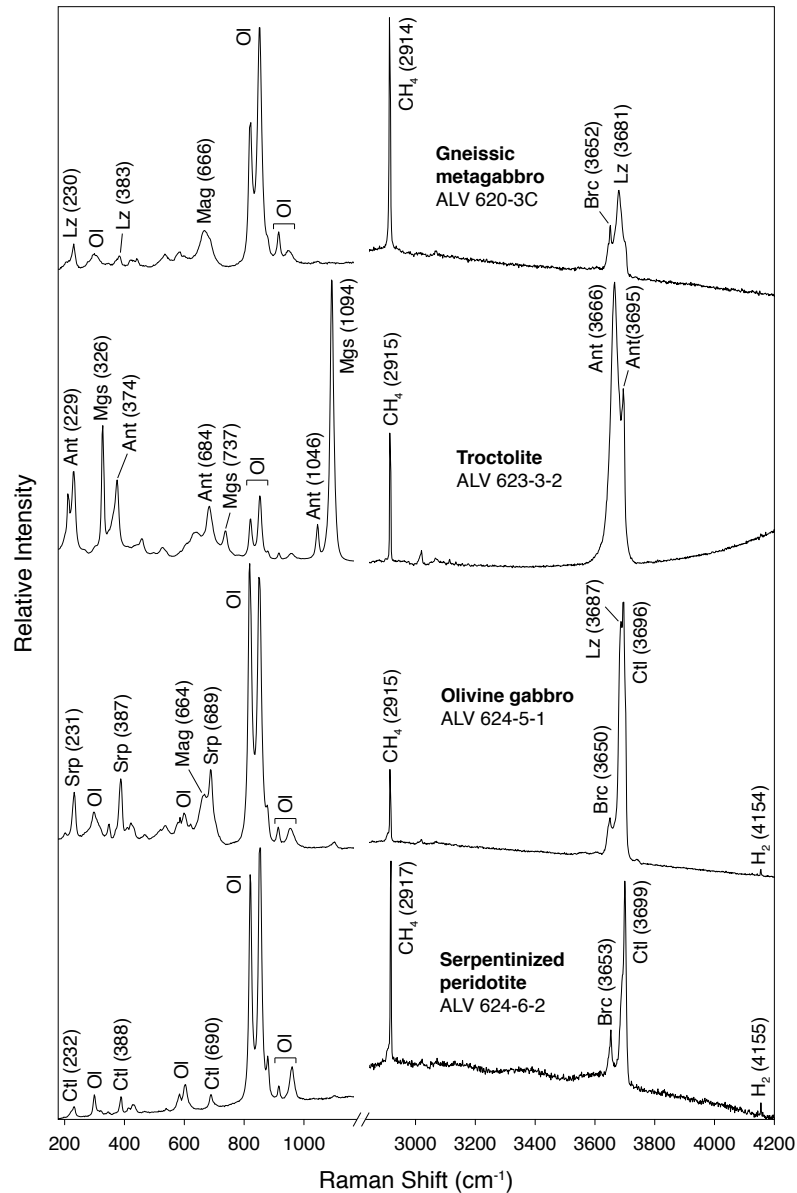 Relative Intensity
Lz (230)
Ol
Lz (383)
Mag (666)
Ol
Ol
CH₄ (2914)
Gneissic
metagabbro
ALV 620-3C
Brc (3652)
Lz (3681)
Ant (229)
Mgs (326)
Ant (374)
Ant (684)
Mgs (737)
Ol
Ant (1046)
Mgs (1094)
CH₄ (2915)
Troctolite
ALV 623-3-2
Ant (3666)
Ant(3695)
Srp (231)
Ol
Srp (387)
Ol
Mag (664)
Srp (689)
Ol
Ol
CH₄ (2915)
Olivine gabbro
ALV 624-5-1
Brc (3650)
Lz (3687)
Ctl (3696)
H₂ (4154)
Ctl (232)
Ol
Ctl (388)
Ol
Ctl (690)
Ol
Ol
CH₄ (2917)
Serpentinized
peridotite
ALV 624-6-2
Brc (3653)
Ctl (3699)
H₂ (4155)
200 400 600 800 1000 3000 3200 3400 3600 3800 4000 4200
Raman Shift (cm⁻¹)